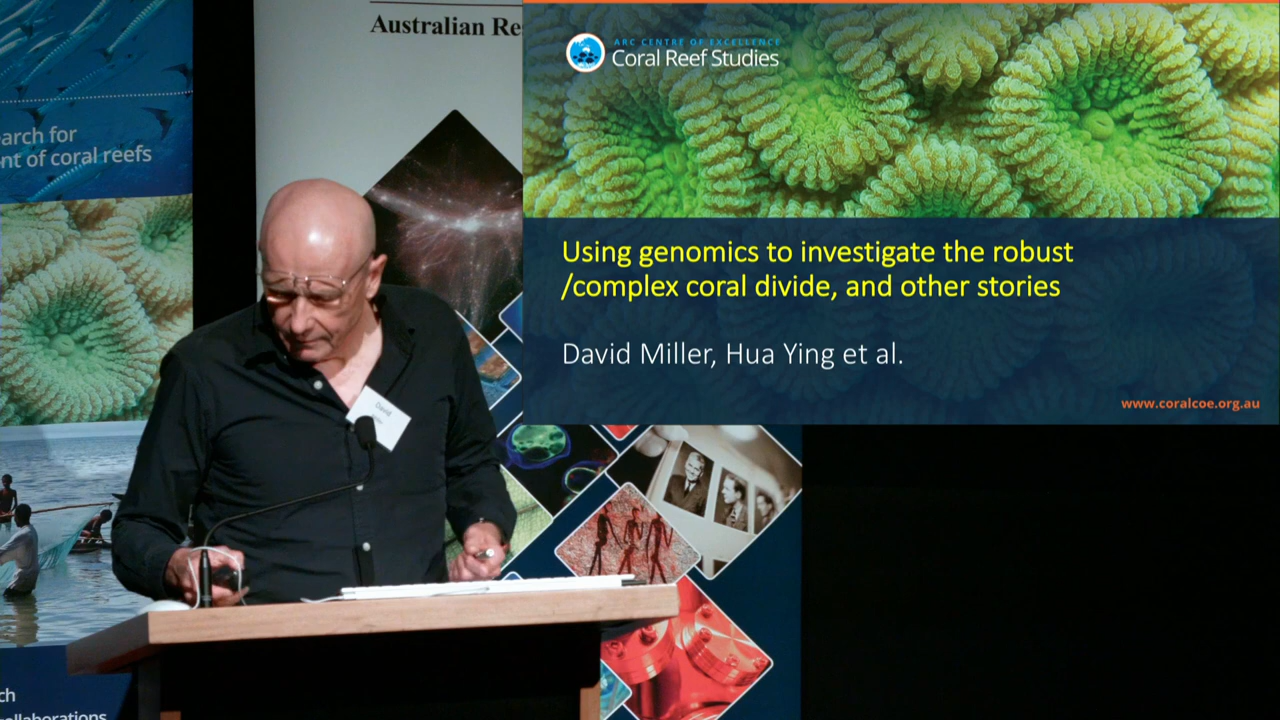 Australian Re
arch for
nt of coral reefs
ARC CENTRE OF EXCELLENCE
Coral Reef Studies
Using genomics to investigate the robust
/complex coral divide, and other stories
David Miller, Hua Ying et al.
www.coralcoe.org.au
David
ch
ollaborations